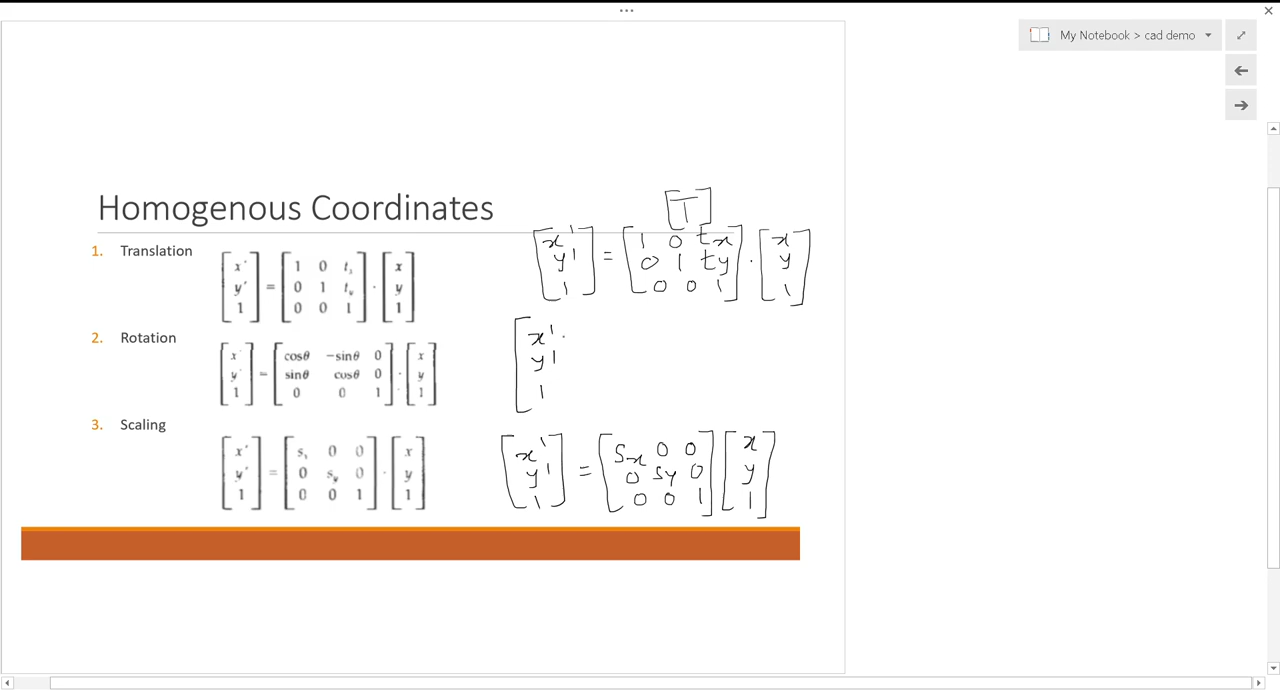 My Notebook > cad demo
Homogenous Coordinates
[T]
1. Translation
[x' y' 1] = [1 0 tx 0 1 ty 0 0 1] · [x y 1]
[x' y' 1] = [1 0 tx 0 1 ty 0 0 1] · [x y 1]
2. Rotation
[x y 1] = [cosθ −sinθ 0 sinθ cosθ 0 0 0 1] · [x y 1]
[x' y' 1
3. Scaling
[x' y' 1] = [sx 0 0 0 sy 0 0 0 1] · [x y 1]
[x' y' 1] = [Sx 0 0 0 Sy 0 0 0 1] [x y 1]